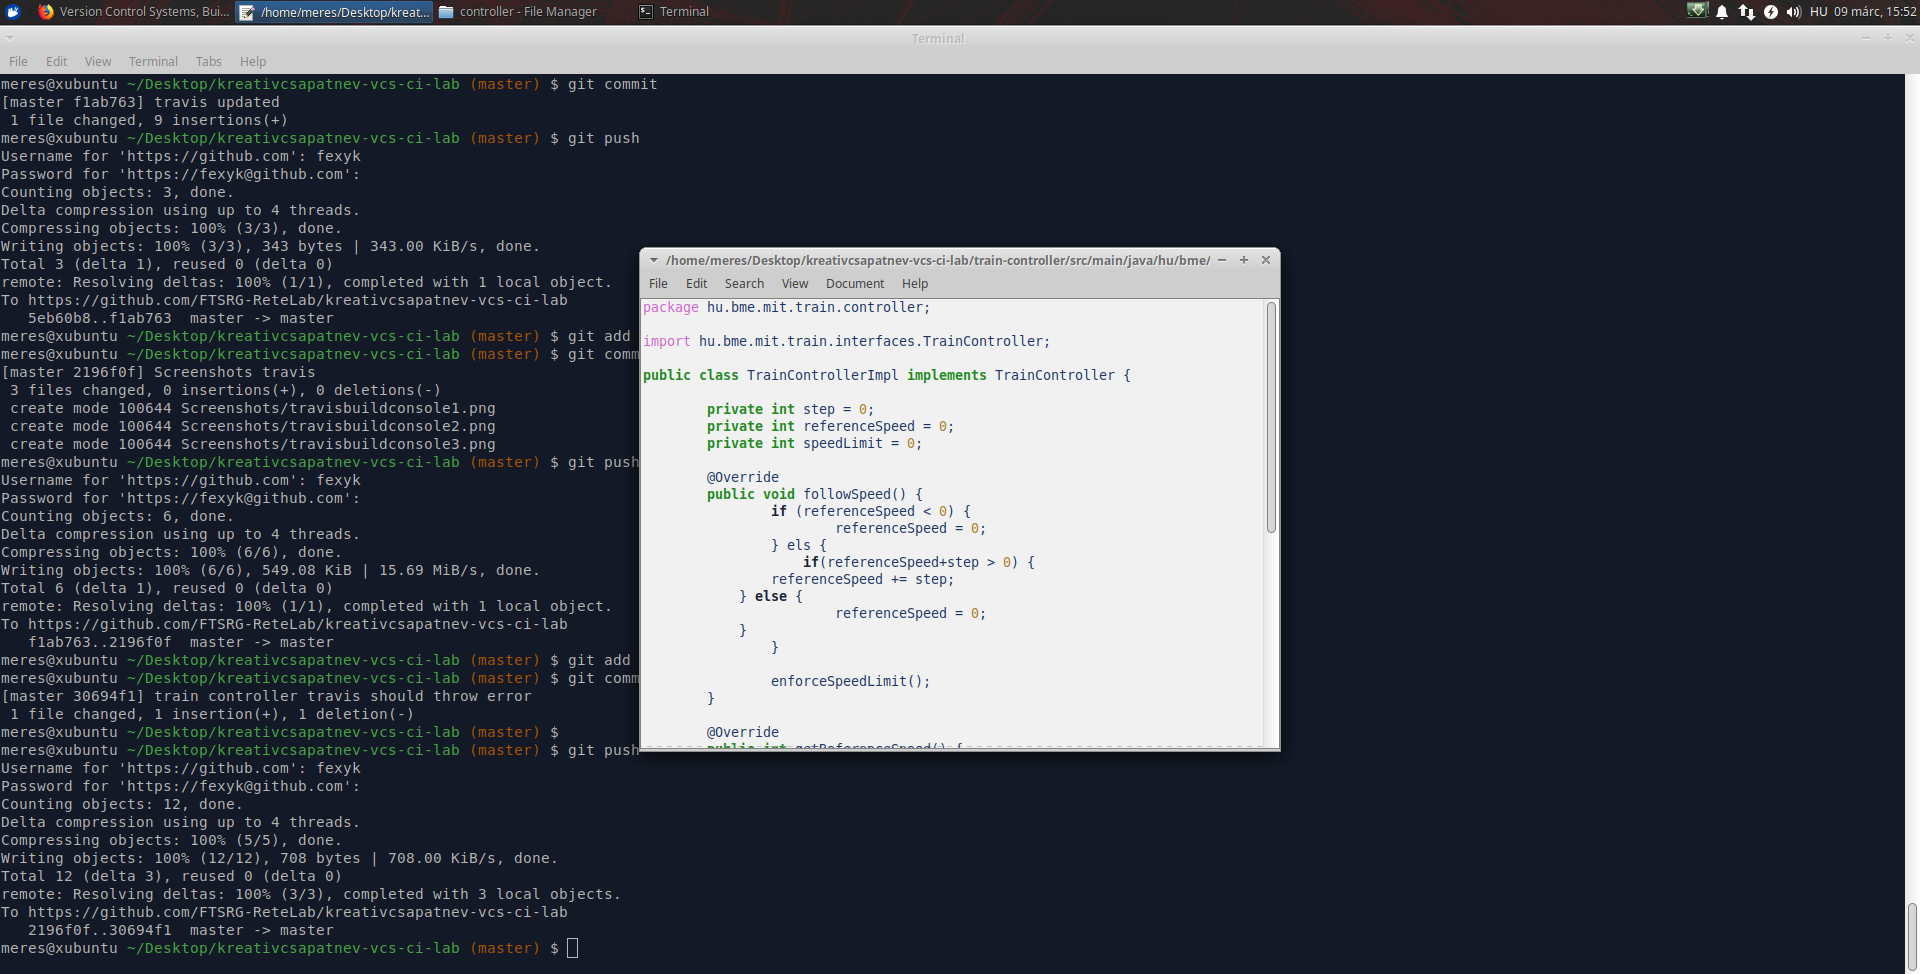 Version Control Systems, Bui... /home/meres/Desktop/kreat... controller - File Manager Terminal HU 09 márc, 15:52
Terminal
File Edit View Terminal Tabs Help
meres@xubuntu ~/Desktop/kreativcsapatnev-vcs-ci-lab (master) $ git commit
[master f1ab763] travis updated
 1 file changed, 9 insertions(+)
meres@xubuntu ~/Desktop/kreativcsapatnev-vcs-ci-lab (master) $ git push
Username for 'https://github.com': fexyk
Password for 'https://fexyk@github.com':
Counting objects: 3, done.
Delta compression using up to 4 threads.
Compressing objects: 100% (3/3), done.
Writing objects: 100% (3/3), 343 bytes | 343.00 KiB/s, done.
Total 3 (delta 1), reused 0 (delta 0)
remote: Resolving deltas: 100% (1/1), completed with 1 local object.
To https://github.com/FTSRG-ReteLab/kreativcsapatnev-vcs-ci-lab
   5eb60b8..f1ab763  master -> master
meres@xubuntu ~/Desktop/kreativcsapatnev-vcs-ci-lab (master) $ git add
meres@xubuntu ~/Desktop/kreativcsapatnev-vcs-ci-lab (master) $ git comm
[master 2196f0f] Screenshots travis
 3 files changed, 0 insertions(+), 0 deletions(-)
 create mode 100644 Screenshots/travisbuildconsole1.png
 create mode 100644 Screenshots/travisbuildconsole2.png
 create mode 100644 Screenshots/travisbuildconsole3.png
meres@xubuntu ~/Desktop/kreativcsapatnev-vcs-ci-lab (master) $ git push
Username for 'https://github.com': fexyk
Password for 'https://fexyk@github.com':
Counting objects: 6, done.
Delta compression using up to 4 threads.
Compressing objects: 100% (6/6), done.
Writing objects: 100% (6/6), 549.08 KiB | 15.69 MiB/s, done.
Total 6 (delta 1), reused 0 (delta 0)
remote: Resolving deltas: 100% (1/1), completed with 1 local object.
To https://github.com/FTSRG-ReteLab/kreativcsapatnev-vcs-ci-lab
   f1ab763..2196f0f  master -> master
meres@xubuntu ~/Desktop/kreativcsapatnev-vcs-ci-lab (master) $ git add
meres@xubuntu ~/Desktop/kreativcsapatnev-vcs-ci-lab (master) $ git comm
[master 30694f1] train controller travis should throw error
 1 file changed, 1 insertion(+), 1 deletion(-)
meres@xubuntu ~/Desktop/kreativcsapatnev-vcs-ci-lab (master) $
meres@xubuntu ~/Desktop/kreativcsapatnev-vcs-ci-lab (master) $ git push
Username for 'https://github.com': fexyk
Password for 'https://fexyk@github.com':
Counting objects: 12, done.
Delta compression using up to 4 threads.
Compressing objects: 100% (5/5), done.
Writing objects: 100% (12/12), 708 bytes | 708.00 KiB/s, done.
Total 12 (delta 3), reused 0 (delta 0)
remote: Resolving deltas: 100% (3/3), completed with 3 local objects.
To https://github.com/FTSRG-ReteLab/kreativcsapatnev-vcs-ci-lab
   2196f0f..30694f1  master -> master
meres@xubuntu ~/Desktop/kreativcsapatnev-vcs-ci-lab (master) $
/home/meres/Desktop/kreativcsapatnev-vcs-ci-lab/train-controller/src/main/java/hu/bme/
File Edit Search View Document Help
package hu.bme.mit.train.controller;
import hu.bme.mit.train.interfaces.TrainController;
public class TrainControllerImpl implements TrainController {
        private int step = 0;
        private int referenceSpeed = 0;
        private int speedLimit = 0;
        @Override
        public void followSpeed() {
                if (referenceSpeed < 0) {
                        referenceSpeed = 0;
                } els {
                    if(referenceSpeed+step > 0) {
                referenceSpeed += step;
            } else {
                        referenceSpeed = 0;
            }
                }
                enforceSpeedLimit();
        }
        @Override
        public int getReferenceSpeed() {